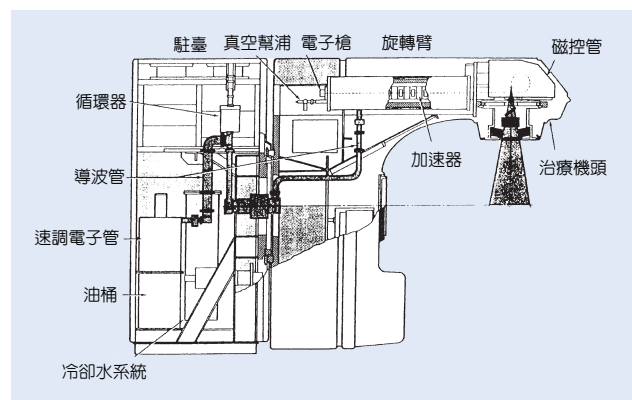 駐臺
真空幫浦
電子槍
旋轉臂
磁控管
循環器
加速器
治療機頭
導波管
速調電子管
油桶
冷卻水系統